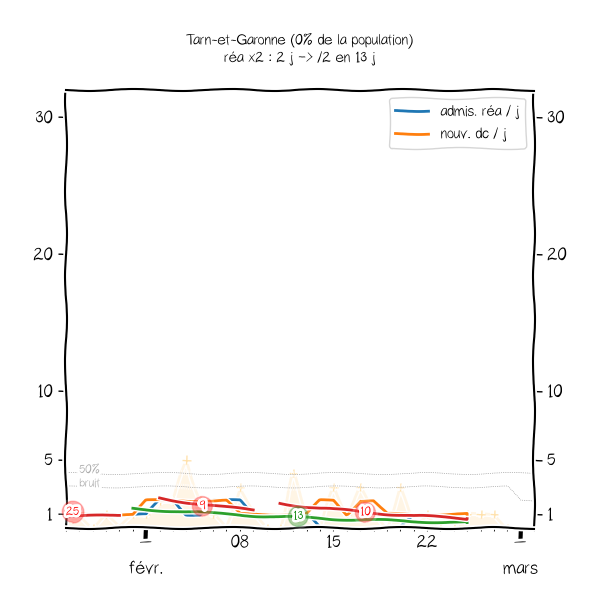 Tarn-et-Garonne (0% de la population)
réa x2 : 2 j -> /2 en 13 j
admis. réa / j
nouv. dc / j
30 30
20 20
10 10
5 5
50%
bruit
1 25 9 13 10 1
1 08 15 22 1
févr. mars